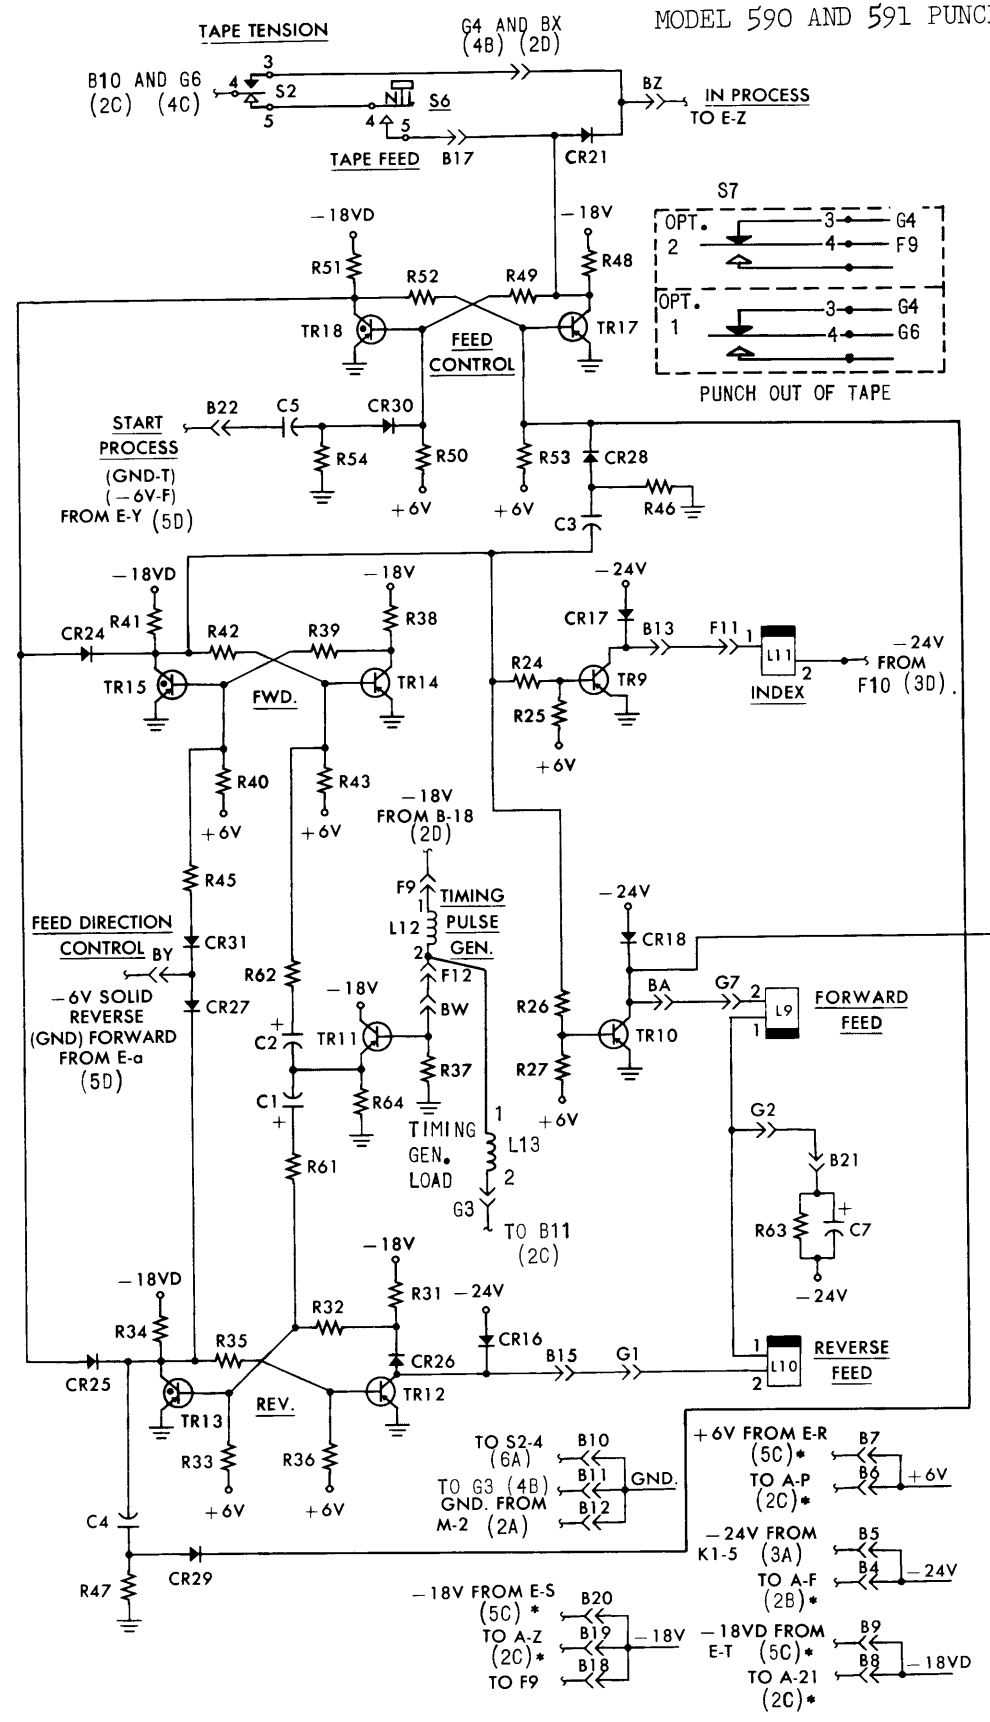 MODEL 590 AND 591 PUNCH
TAPE TENSION
G4 AND BX
(4B) (2D)
B10 AND G6
(2C) (4C)
3
4
S2
5
N
S6
4
5
TAPE FEED
B17
CR21
BZ
IN PROCESS
TO E-Z
S7
OPT.
2
3
G4
4
F9
OPT.
1
3
G4
4
G6
PUNCH OUT OF TAPE
−18VD
−18V
R51
R52
R49
R48
TR18
TR17
FEED
CONTROL
B22
C5
CR30
START
PROCESS
(GND-T)
(−6V-F)
FROM E-Y (5D)
R54
R50
+6V
R53
+6V
CR28
R46
C3
−18VD
−18V
R41
CR24
R42
R39
R38
TR15
TR14
FWD.
−24V
CR17
B13
F11
1
L11
2
INDEX
−24V
FROM
F10 (3D).
R24
TR9
R25
+6V
R40
R43
+6V
+6V
−18V
FROM B-18
(2D)
F9
TIMING
PULSE
GEN.
1
L12
2
F12
BW
R45
FEED DIRECTION
CONTROL
BY
CR31
−6V SOLID
REVERSE
(GND) FORWARD
FROM E-a
(5D)
CR27
R62
−18V
TR11
+
C2
R37
C1
+
R64
TIMING
GEN.
LOAD
1
L13
2
G3
TO B11
(2C)
R61
−24V
CR18
R26
BA
G7
2
L9
1
FORWARD
FEED
TR10
R27
+6V
G2
B21
R63
+
C7
−24V
−18VD
−18V
R34
R35
R32
R31
−24V
CR16
CR26
CR25
B15
G1
1
L10
2
REVERSE
FEED
TR13
REV.
TR12
R33
R36
+6V
+6V
C4
R47
CR29
TO S2-4
(6A)
B10
TO G3 (4B)
B11
GND.
GND. FROM
M-2 (2A)
B12
+6V FROM E-R
(5C)*
B7
TO A-P
(2C)*
B6
+6V
−24V FROM
K1-5 (3A)
B5
TO A-F
(2B)*
B4
−24V
−18V FROM E-S
(5C)*
B20
TO A-Z
(2C)*
B19
−18V
TO F9
B18
−18VD FROM
E-T (5C)*
B9
TO A-21
(2C)*
B8
−18VD